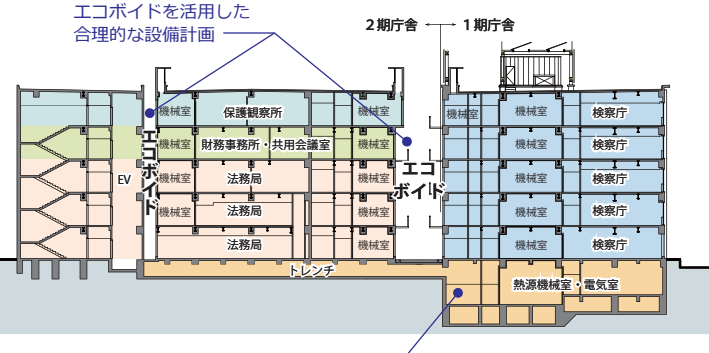 エコボイドを活用した
合理的な設備計画
2期庁舎
1期庁舎
機械室
保護観察所
機械室
機械室
機械室
検察庁
エコボイド
機械室
財務事務所・共用会議室
機械室
機械室
検察庁
EV
機械室
法務局
機械室
エコ
ボイド
機械室
検察庁
機械室
法務局
機械室
機械室
検察庁
法務局
機械室
機械室
検察庁
トレンチ
熱源機械室・電気室